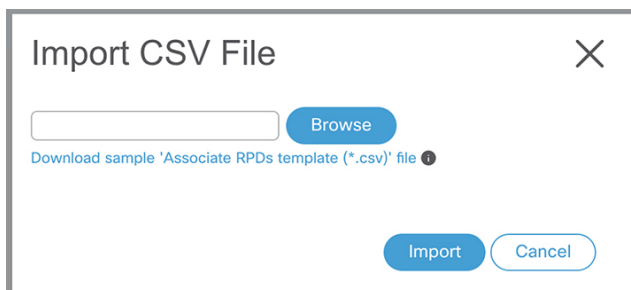 Import CSV File
Browse
Download sample 'Associate RPDs template (*.csv)' file
Import Cancel